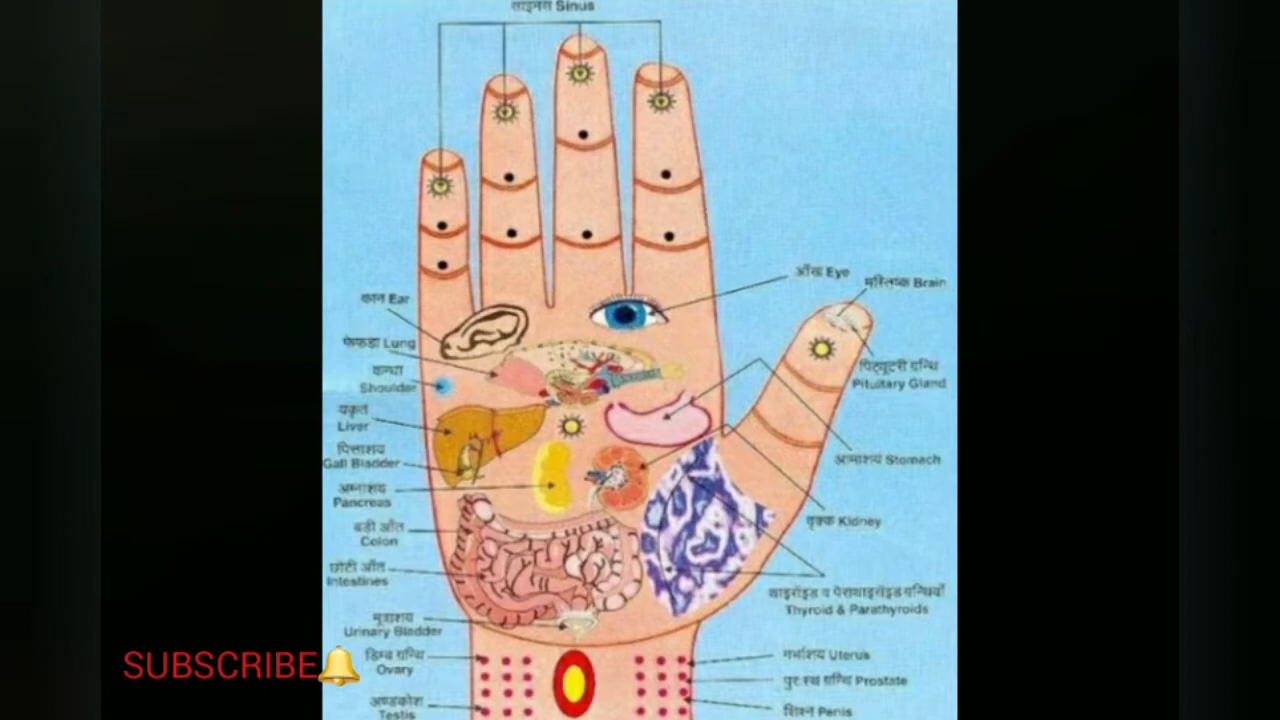 साइनस Sinus
आँख Eye
मस्तिष्क Brain
कान Ear
फेफड़ा Lung
कन्धा
Shoulder
पिट्यूटरी ग्रन्थि
Pituitary Gland
यकृत
Liver
पित्ताशय
Gall Bladder
आमाशय Stomach
अग्नाशय
Pancreas
वृक्क Kidney
बड़ी आँत
Colon
छोटी आँत
Intestines
थाइरॉइड व पैराथाइरॉइड ग्रन्थियाँ
Thyroid & Parathyroids
मूत्राशय
Urinary Bladder
डिम्ब ग्रन्थि
Ovary
गर्भाशय Uterus
SUBSCRIBE
पुरःस्थ ग्रन्थि Prostate
अण्डकोश
Testis
शिश्न Penis